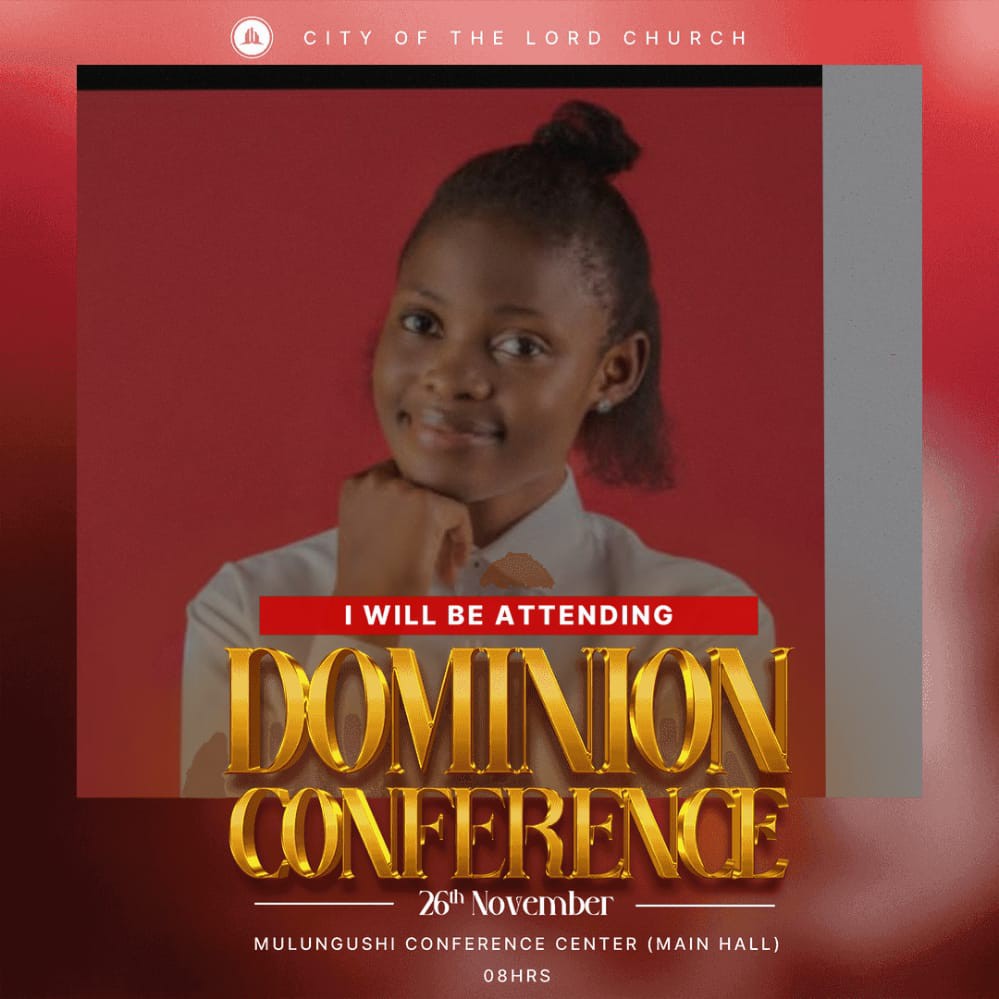 CITY OF THE LORD CHURCH
I WILL BE ATTENDING
DOMINION
CONFERENCE
26th November
MULUNGUSHI CONFERENCE CENTER (MAIN HALL)
08HRS